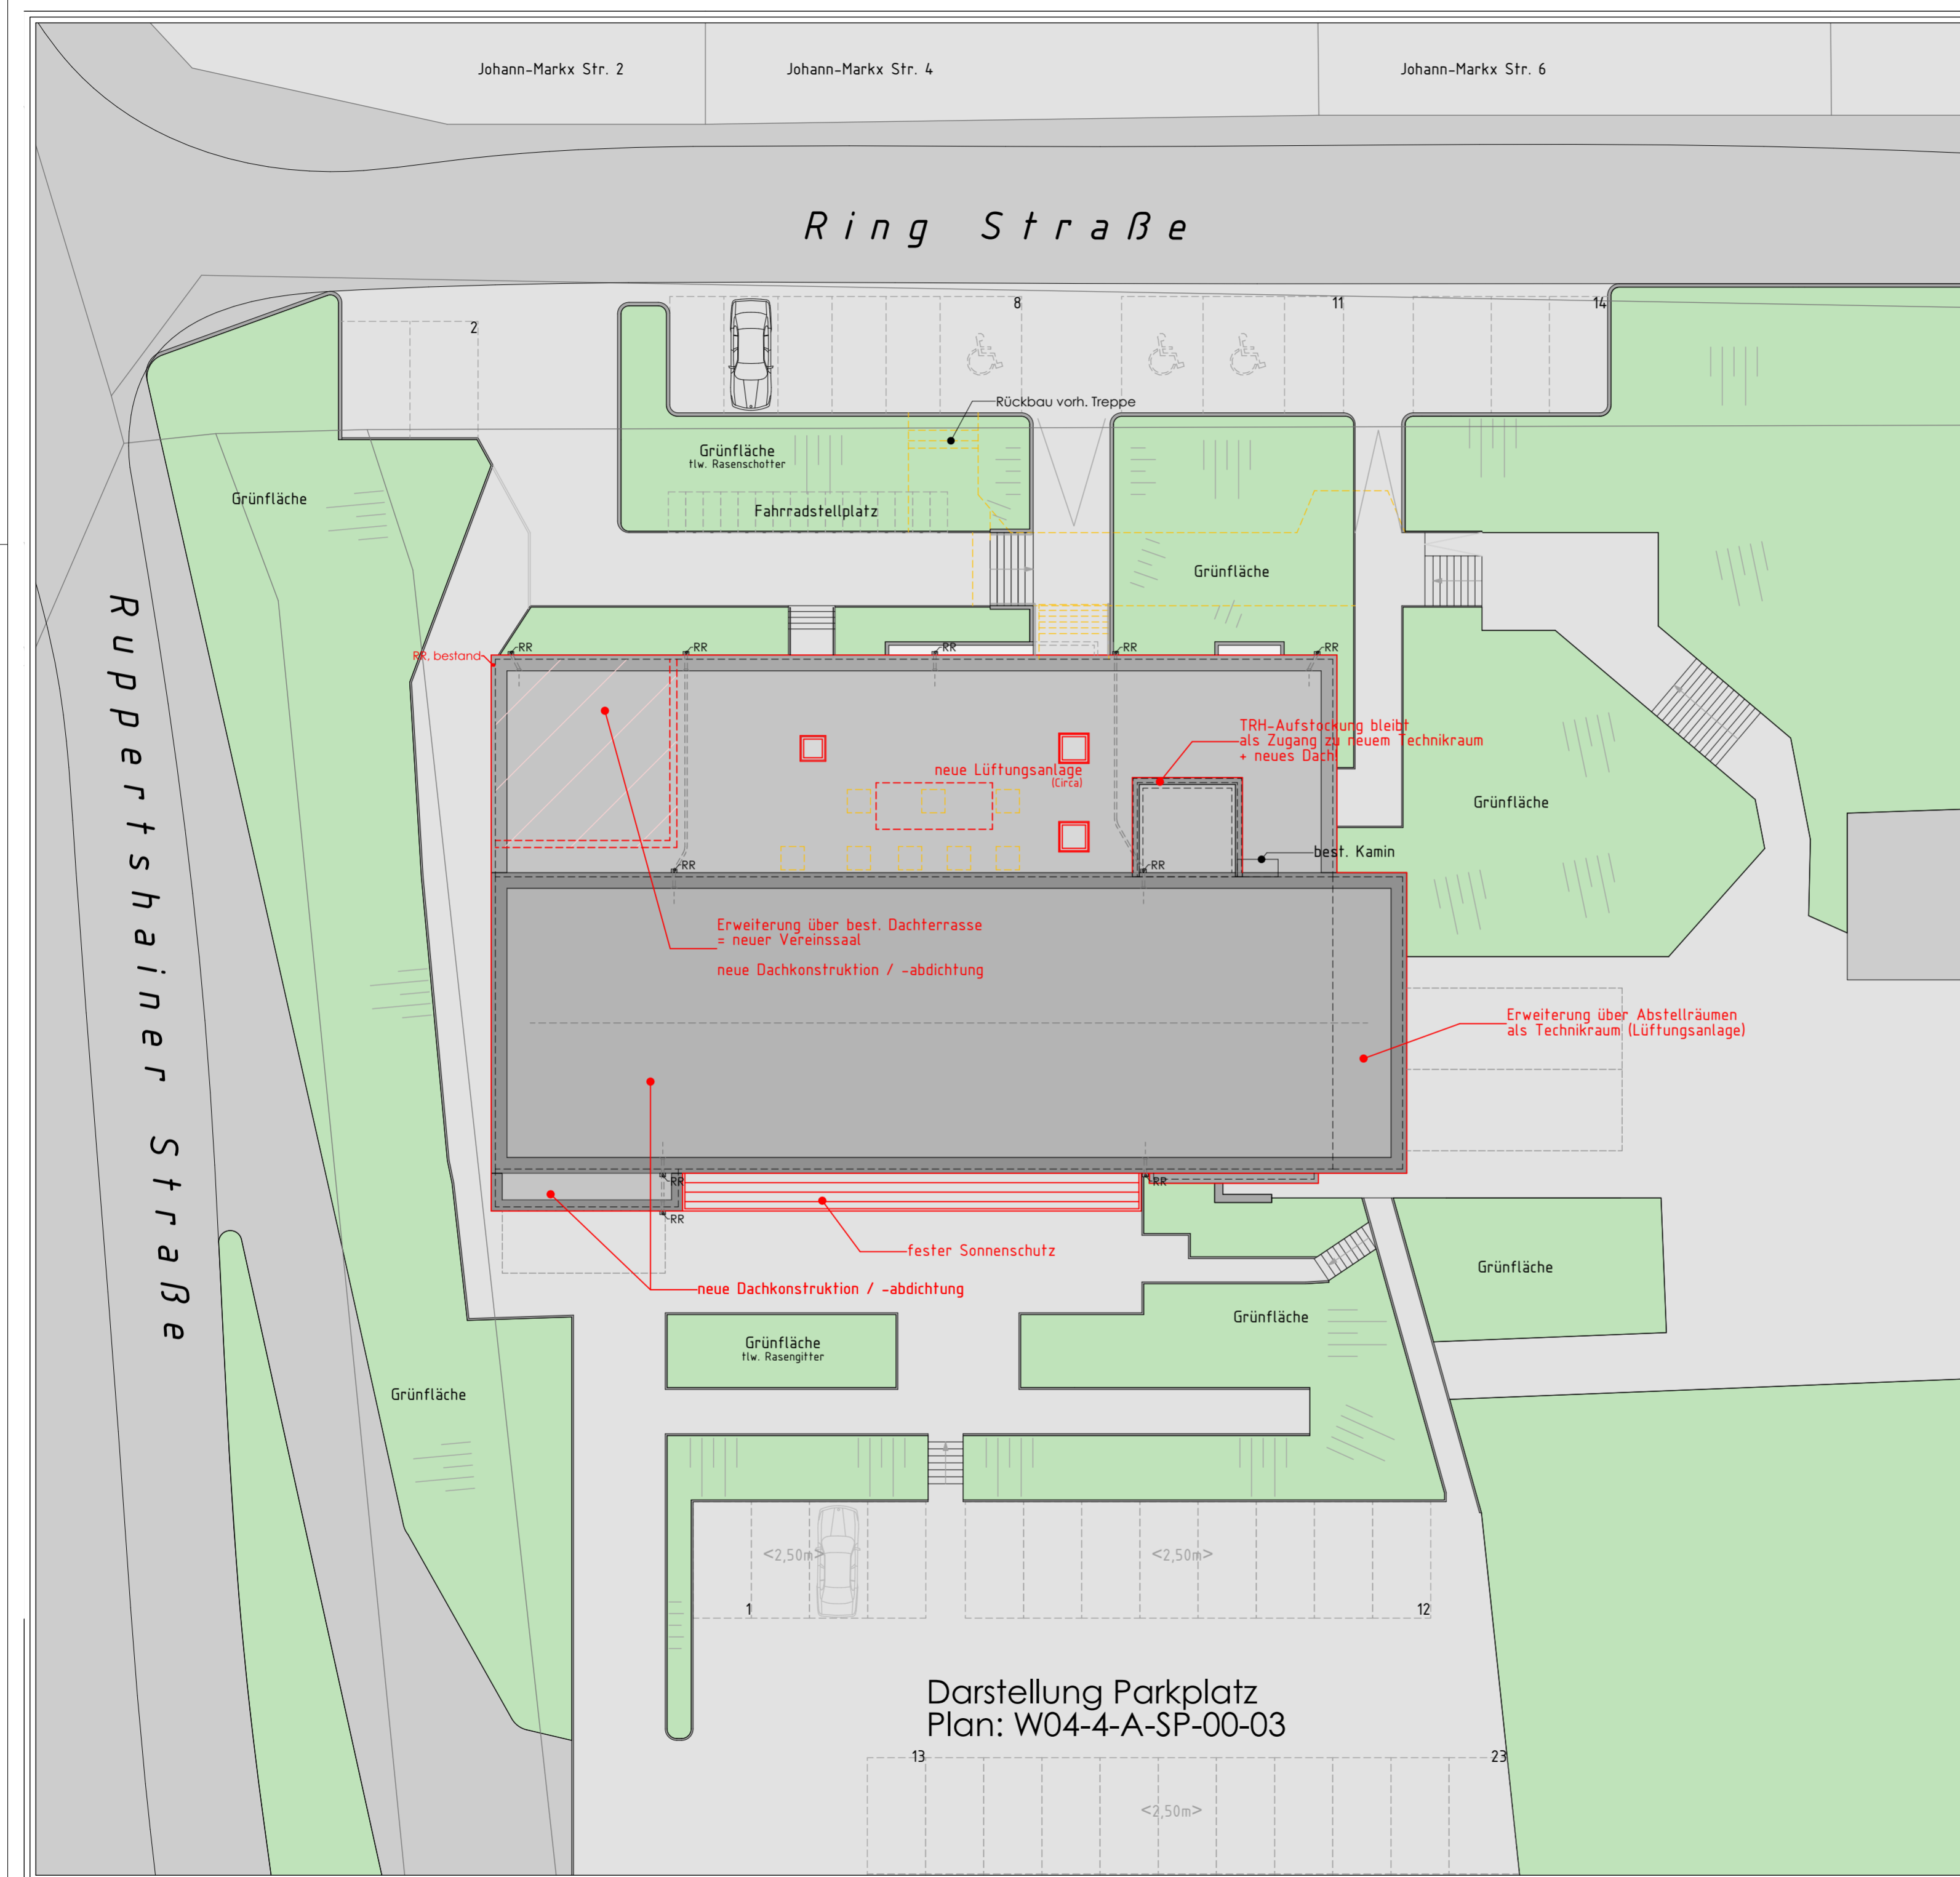 Johann-Markx Str. 2
Johann-Markx Str. 4
Johann-Markx Str. 6
Ring Straße
2
8
11
14
Rückbau vorh. Treppe
Grünfläche
tlw. Rasenschotter
Grünfläche
Fahrradstellplatz
Grünfläche
Ruppertshainer Straße
RR, bestand
RR
RR
RR
RR
RR
TRH-Aufstockung bleibt
als Zugang zu neuem Technikraum
+ neues Dach
neue Lüftungsanlage
(Circa)
Grünfläche
best. Kamin
RR
RR
Erweiterung über best. Dachterrasse
= neuer Vereinssaal
neue Dachkonstruktion / -abdichtung
Erweiterung über Abstellräumen
als Technikraum (Lüftungsanlage)
RR
RR
RR
fester Sonnenschutz
Grünfläche
neue Dachkonstruktion / -abdichtung
Grünfläche
Grünfläche
tlw. Rasengitter
Grünfläche
<2,50m>
<2,50m>
1
12
Darstellung Parkplatz
Plan: W04-4-A-SP-00-03
13
23
<2,50m>